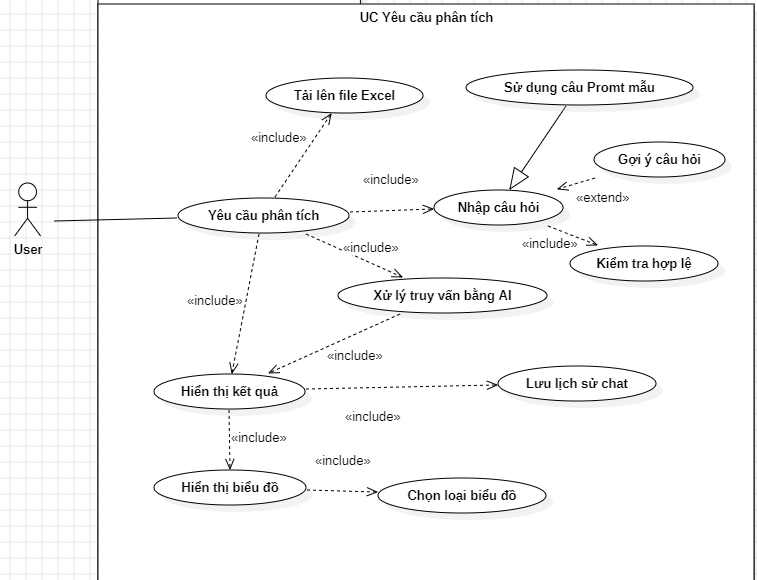 UC Yêu cầu phân tích
Sử dụng câu Promt mẫu
Tải lên file Excel
«include»
Gợi ý câu hỏi
«include»
«extend»
Yêu cầu phân tích
Nhập câu hỏi
User
«include»
«include»
Kiểm tra hợp lệ
Xử lý truy vấn bằng AI
«include»
«include»
Hiển thị kết quả
Lưu lịch sử chat
«include»
«include»
«include»
Hiển thị biểu đồ
Chọn loại biểu đồ